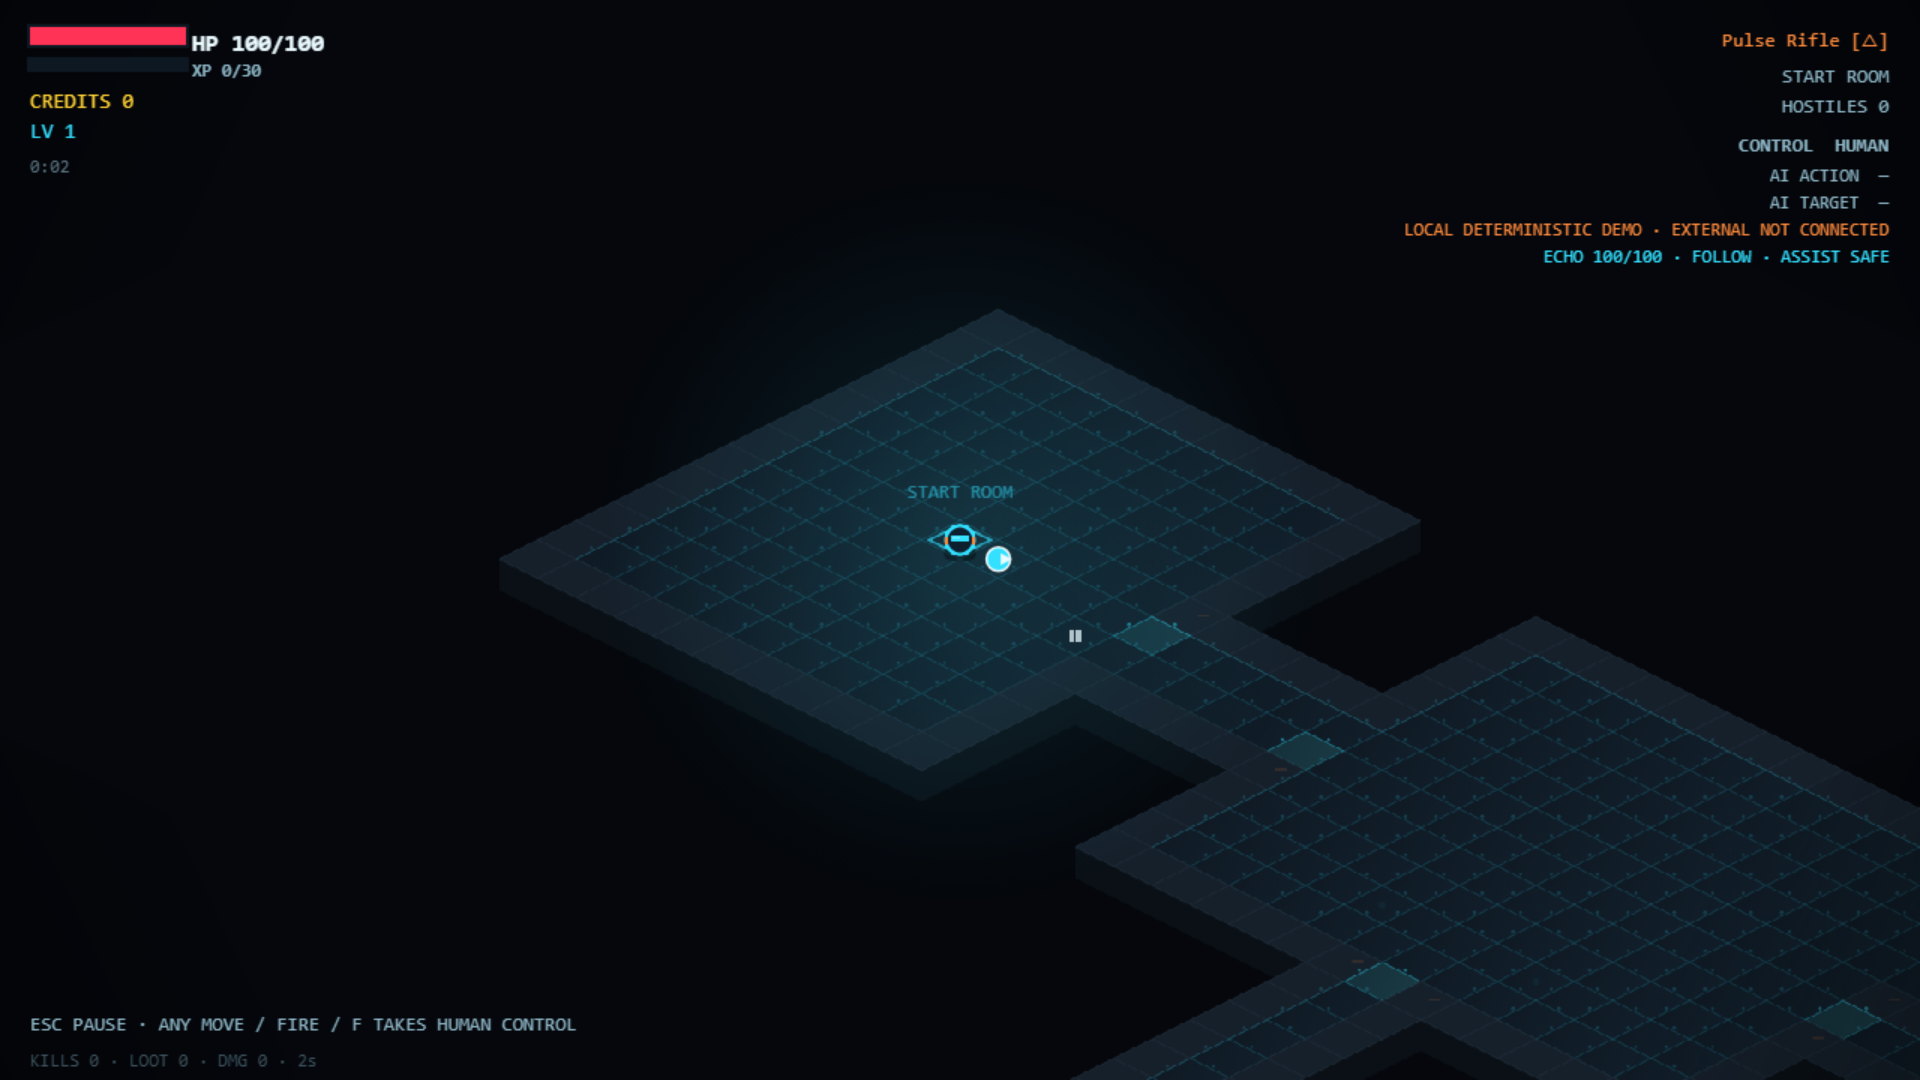 HP 100/100
XP 0/30
CREDITS 0
LV 1
0:02
Pulse Rifle [△]
START ROOM
HOSTILES 0
CONTROL HUMAN
AI ACTION —
AI TARGET —
LOCAL DETERMINISTIC DEMO · EXTERNAL NOT CONNECTED
ECHO 100/100 · FOLLOW · ASSIST SAFE
START ROOM
ESC PAUSE · ANY MOVE / FIRE / F TAKES HUMAN CONTROL
KILLS 0 · LOOT 0 · DMG 0 · 2s